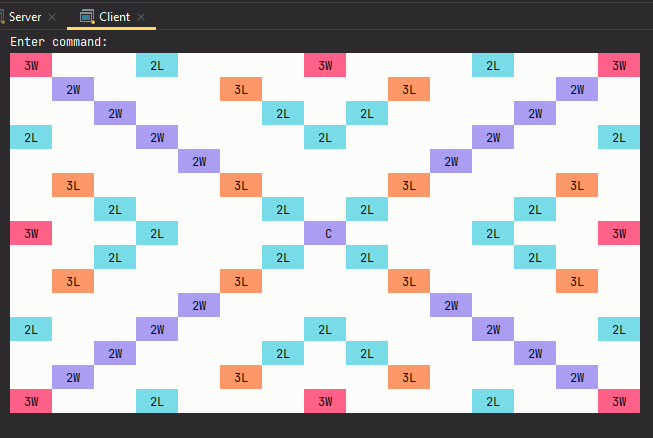 Server Client
Enter command:
3W 2L 3W 2L 3W
2W 3L 3L 2W
2W 2L 2L 2W
2L 2W 2L 2W 2L
2W 2W
3L 3L 3L 3L
2L 2L 2L 2L
3W 2L C 2L 3W
2L 2L 2L 2L
3L 3L 3L 3L
2W 2W
2L 2W 2L 2W 2L
2W 2L 2L 2W
2W 3L 3L 2W
3W 2L 3W 2L 3W